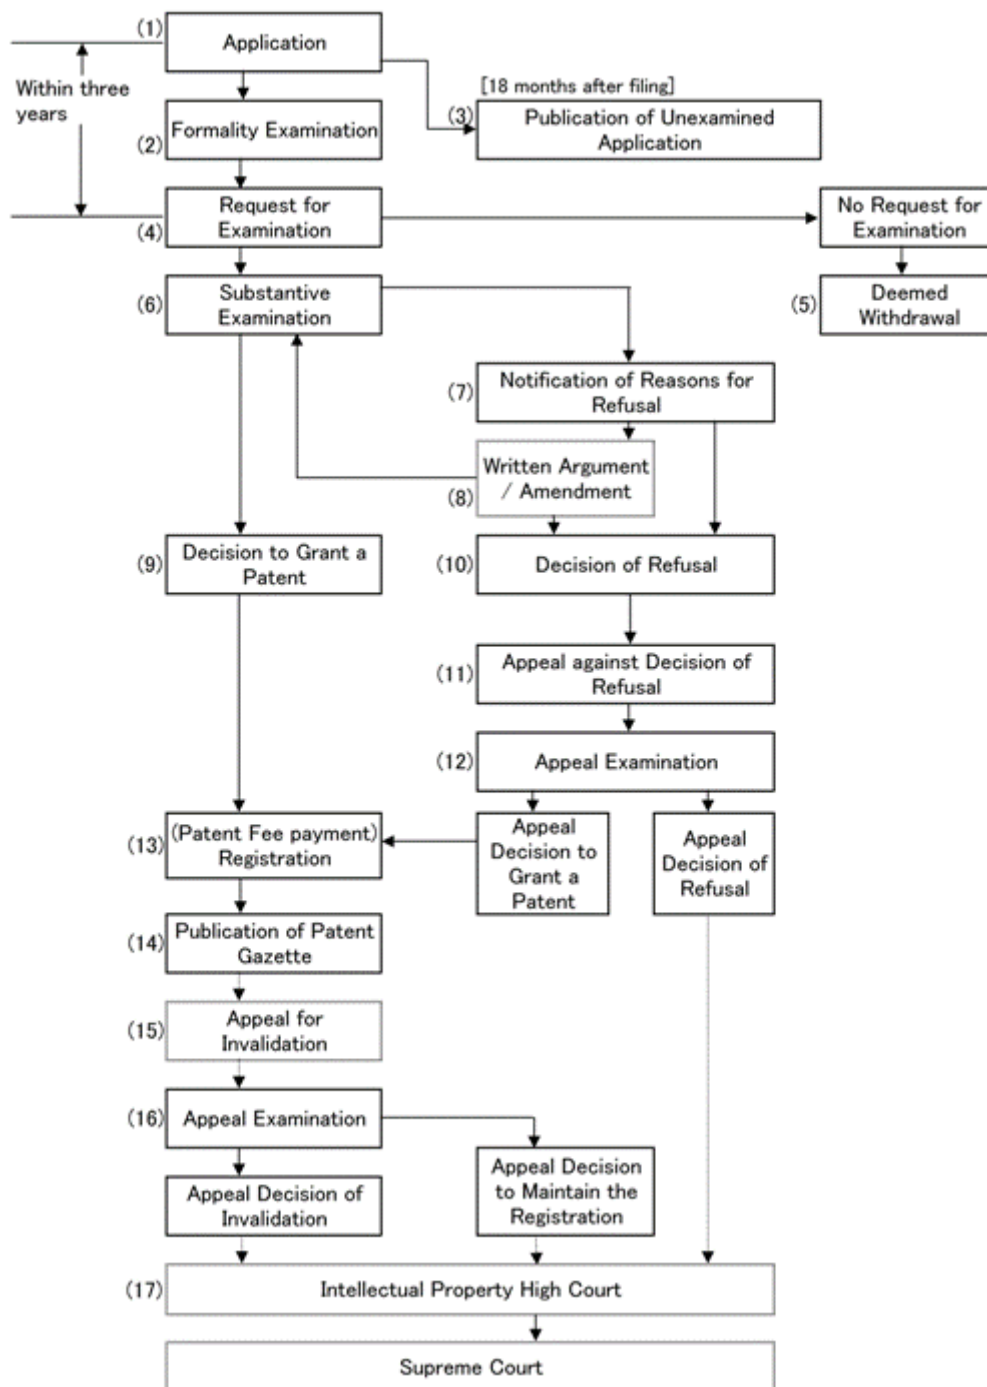 (1)
Application
Within three
years
[18 months after filing]
(3)
Publication of Unexamined
Application
(2)
Formality Examination
(4)
Request for
Examination
No Request for
Examination
(6)
Substantive
Examination
(5)
Deemed
Withdrawal
(7)
Notification of Reasons for
Refusal
(8)
Written Argument
/ Amendment
(9)
Decision to Grant a
Patent
(10)
Decision of Refusal
(11)
Appeal against Decision of
Refusal
(12)
Appeal Examination
(13)
(Patent Fee payment)
Registration
Appeal
Decision to
Grant a
Patent
Appeal
Decision of
Refusal
(14)
Publication of Patent
Gazette
(15)
Appeal for
Invalidation
(16)
Appeal Examination
Appeal Decision of
Invalidation
Appeal Decision
to Maintain the
Registration
(17)
Intellectual Property High Court
Supreme Court